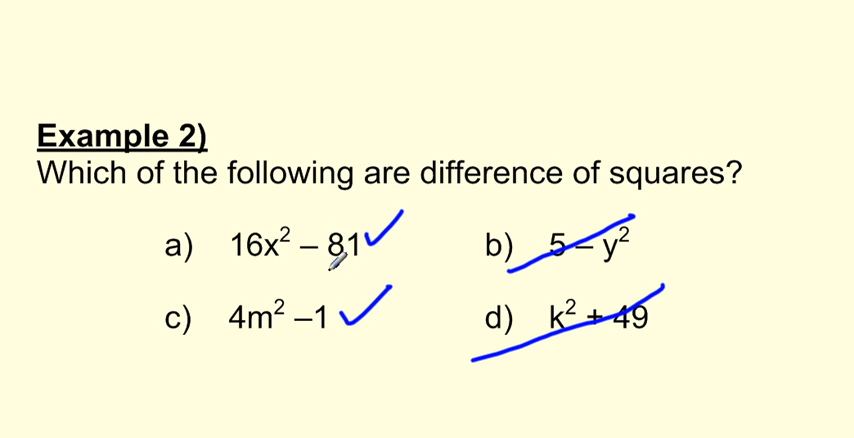 Example 2)
Which of the following are difference of squares?
a) 16x² – 81 b) 5 – y²
c) 4m² –1 d) k² + 49